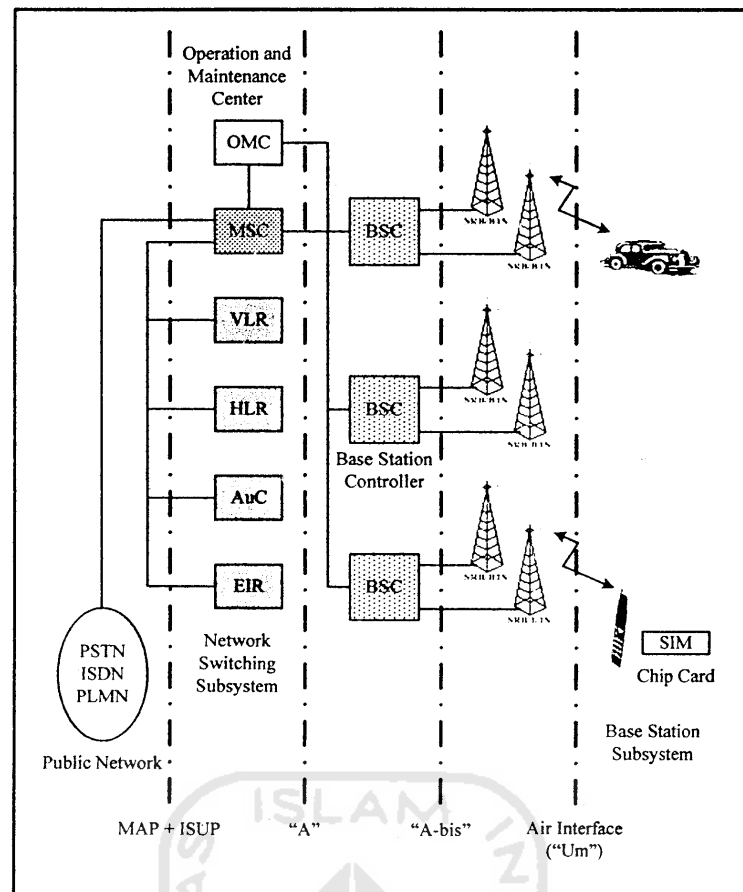 Operation and
Maintenance
Center
OMC
MSC
BSC
VLR
HLR
BSC
Base Station
Controller
AuC
EIR
BSC
Network
Switching
Subsystem
PSTN
ISDN
PLMN
Public Network
SIM
Chip Card
Base Station
Subsystem
MAP + ISUP
“A”
“A-bis”
Air Interface
(“Um”)
ISLAM